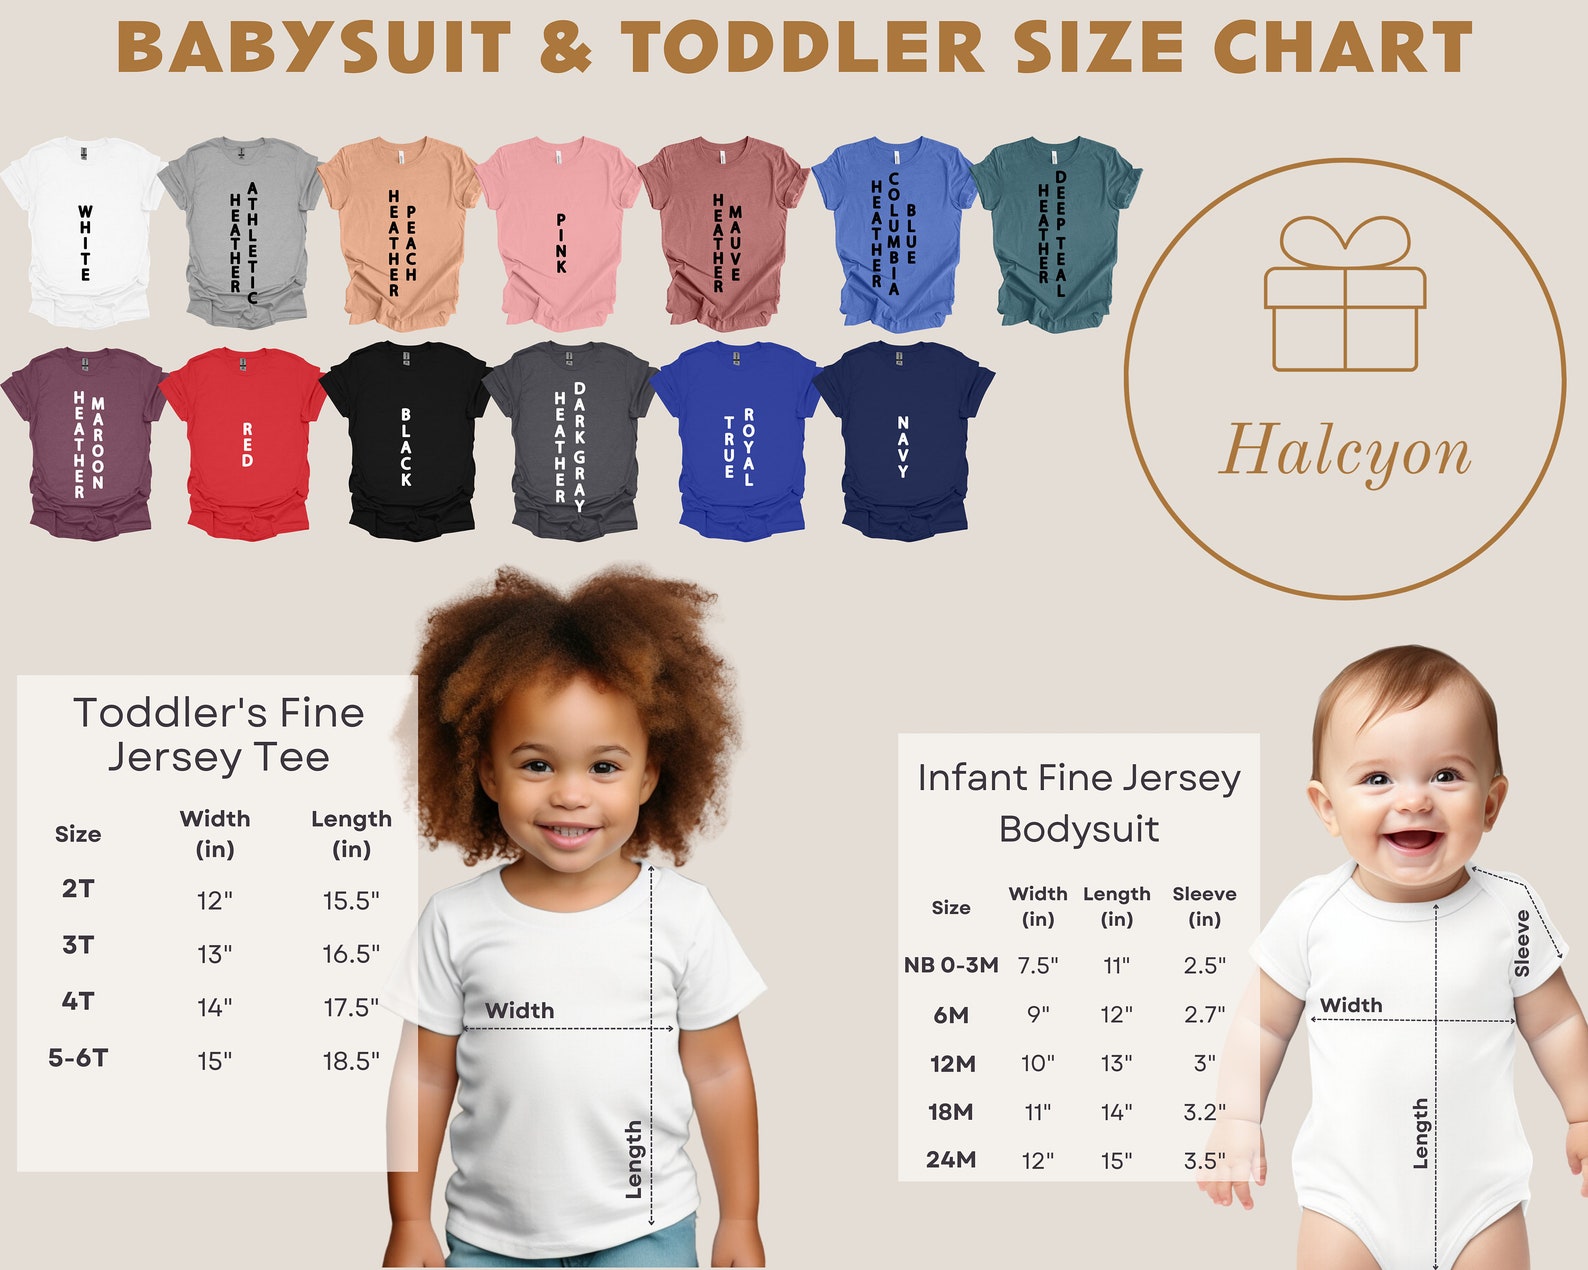 BABYSUIT & TODDLER SIZE CHART
WHITE
HEATHER
ATHLETIC
HEATHER
PEACH
PINK
HEATHER
MAUVE
HEATHER
COLUMBIA
BLUE
HEATHER
DEEP TEAL
HEATHER
MAROON
RED
BLACK
HEATHER
DARK GRAY
TRUE
ROYAL
NAVY
Halcyon
Toddler's Fine
Jersey Tee
Size Width (in) Length (in)
2T 12" 15.5"
3T 13" 16.5"
4T 14" 17.5"
5-6T 15" 18.5"
Width
Length
Infant Fine Jersey
Bodysuit
Size Width (in) Length (in) Sleeve (in)
NB 0-3M 7.5" 11" 2.5"
6M 9" 12" 2.7"
12M 10" 13" 3"
18M 11" 14" 3.2"
24M 12" 15" 3.5"
Sleeve
Width
Length